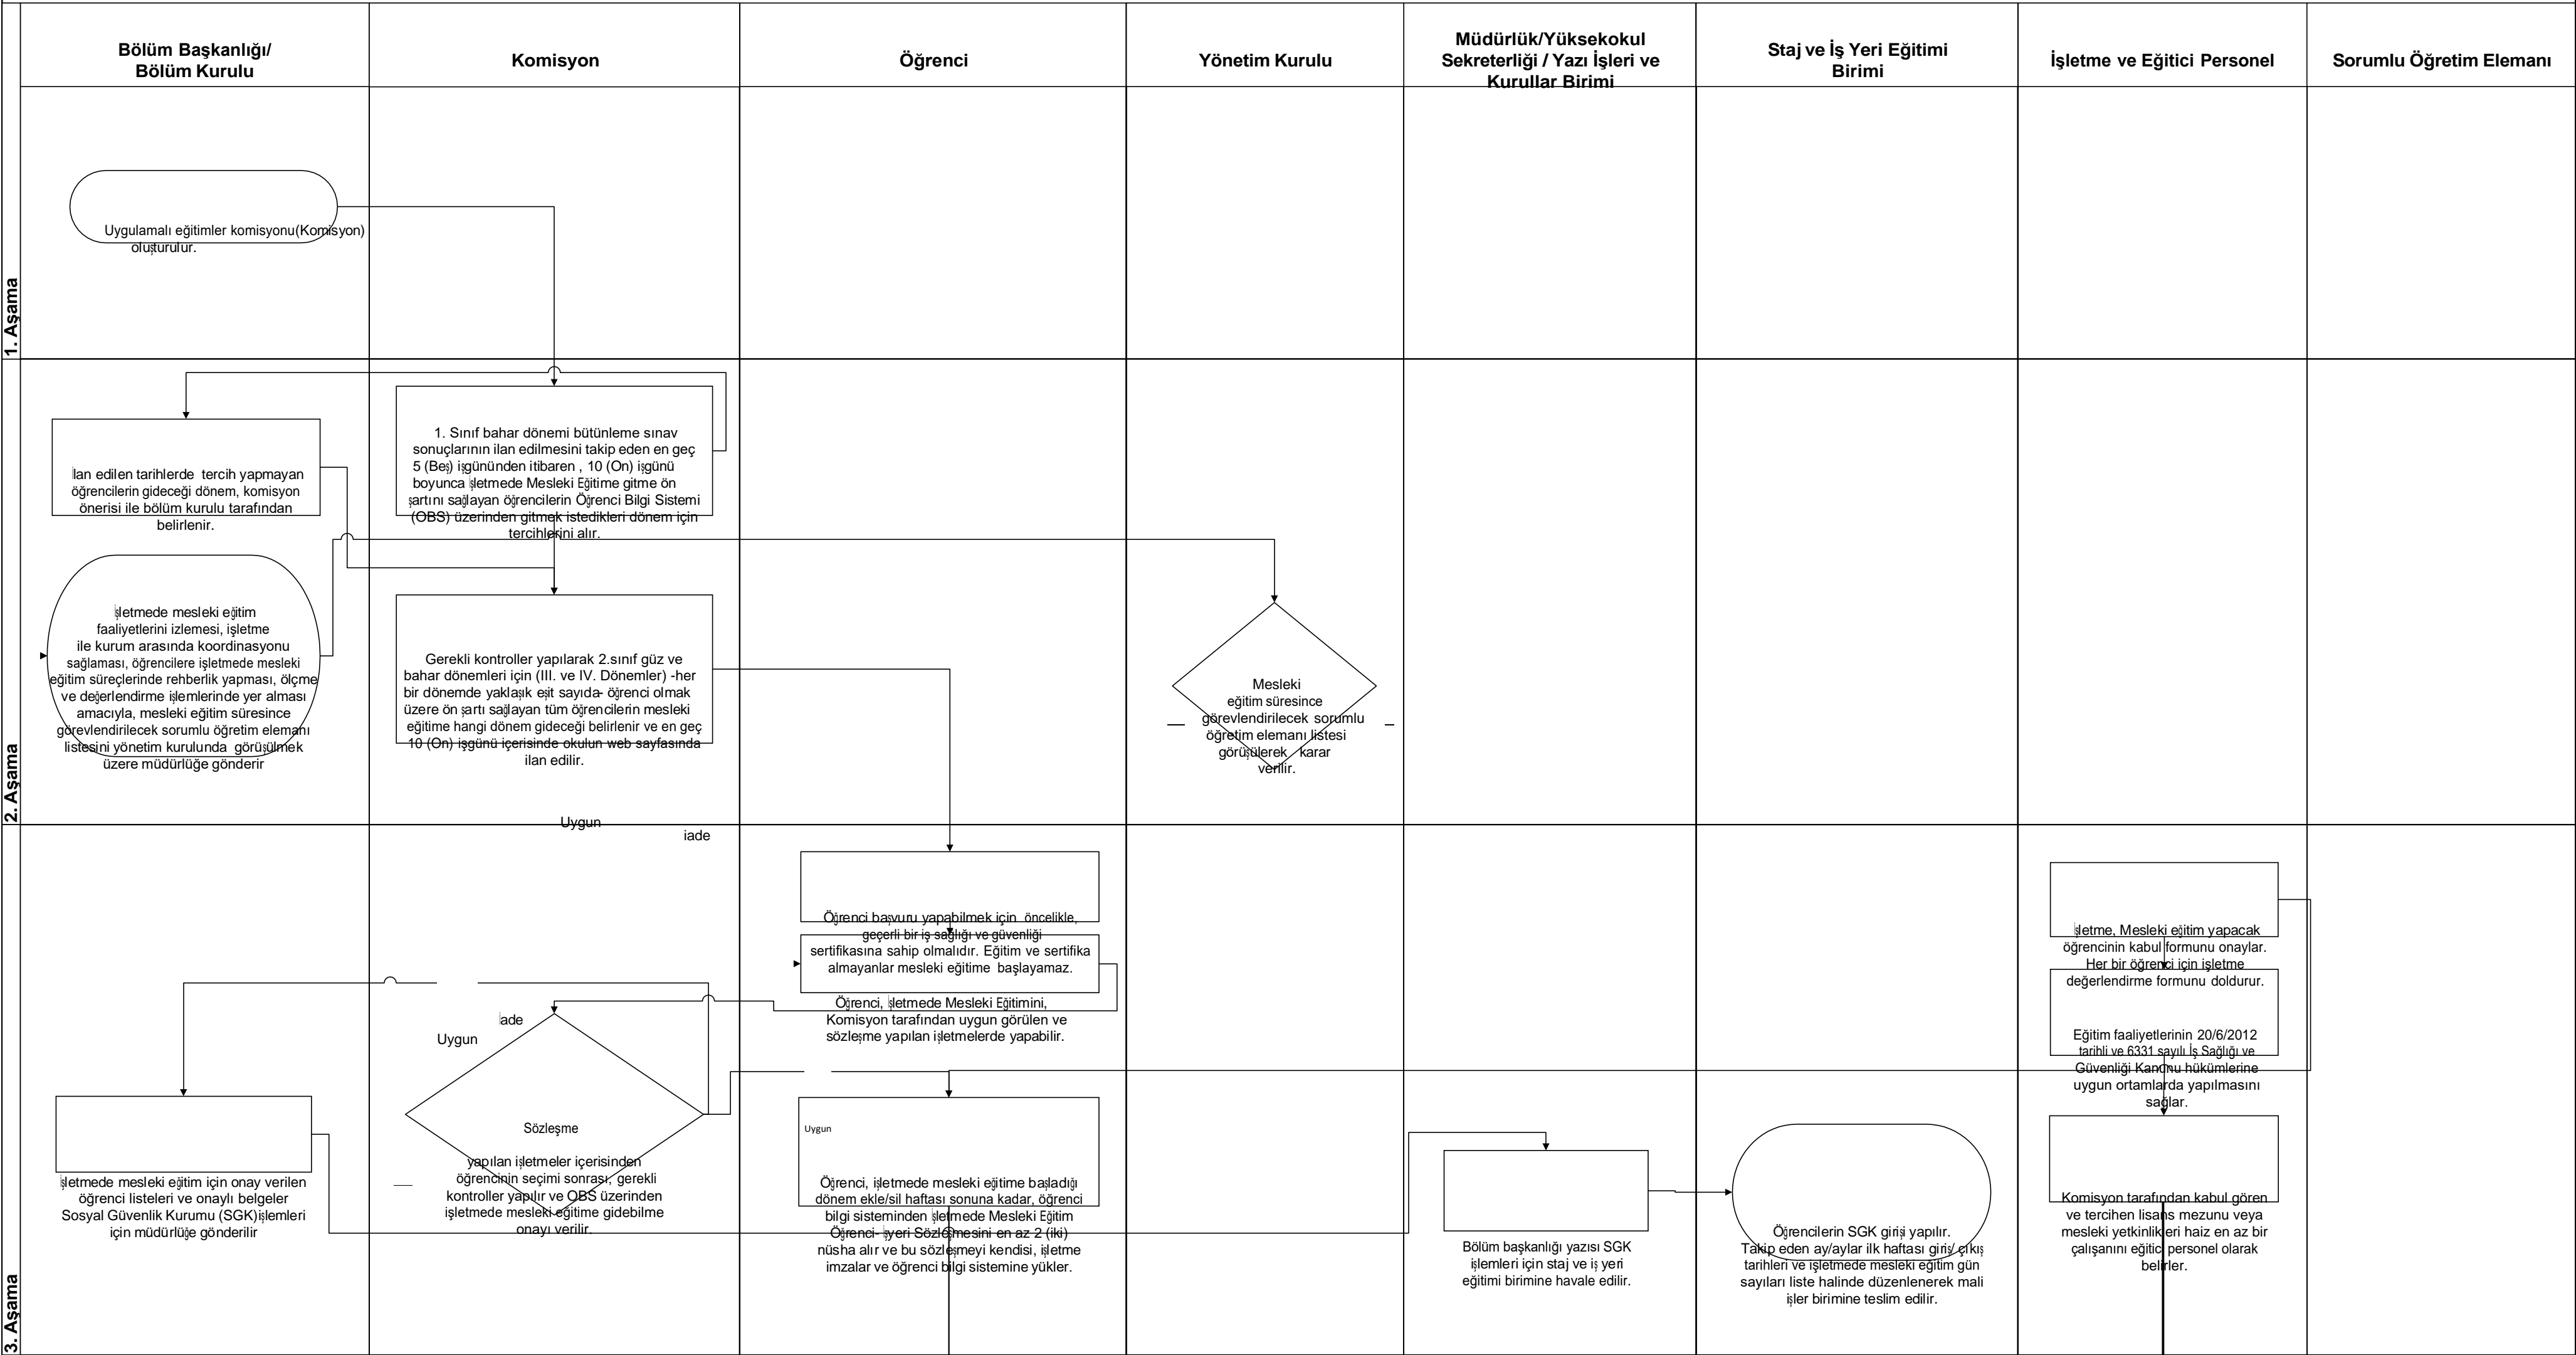 Bölüm Başkanlığı/
Bölüm Kurulu
Komisyon
Öğrenci
Yönetim Kurulu
Müdürlük/Yüksekokul
Sekreterliği / Yazı İşleri ve
Kurullar Birimi
Staj ve İş Yeri Eğitimi
Birimi
İşletme ve Eğitici Personel
Sorumlu Öğretim Elemanı
1. Aşama
Uygulamalı eğitimler komisyonu(Komisyon)
oluşturulur.
2. Aşama
İlan edilen tarihlerde tercih yapmayan
öğrencilerin gideceği dönem, komisyon
önerisi ile bölüm kurulu tarafından
belirlenir.
1. Sınıf bahar dönemi bütünleme sınav
sonuçlarının ilan edilmesini takip eden en geç
5 (Beş) işgününden itibaren , 10 (On) işgünü
boyunca İşletmede Mesleki Eğitime gitme ön
şartını sağlayan öğrencilerin Öğrenci Bilgi Sistemi
(OBS) üzerinden gitmek istedikleri dönem için
tercihlerini alır.
İşletmede mesleki eğitim
faaliyetlerini izlemesi, işletme
ile kurum arasında koordinasyonu
sağlaması, öğrencilere işletmede mesleki
eğitim süreçlerinde rehberlik yapması, ölçme
ve değerlendirme işlemlerinde yer alması
amacıyla, mesleki eğitim süresince
görevlendirilecek sorumlu öğretim elemanı
listesini yönetim kurulunda görüşülmek
üzere müdürlüğe gönderir
Gerekli kontroller yapılarak 2.sınıf güz ve
bahar dönemleri için (III. ve IV. Dönemler) -her
bir dönemde yaklaşık eşit sayıda- öğrenci olmak
üzere ön şartı sağlayan tüm öğrencilerin mesleki
eğitime hangi dönem gideceği belirlenir ve en geç
10 (On) işgünü içerisinde okulun web sayfasında
ilan edilir.
Mesleki
eğitim süresince
görevlendirilecek sorumlu
öğretim elemanı listesi
görüşülerek karar
verilir.
Uygun
iade
3. Aşama
Öğrenci başvuru yapabilmek için öncelikle,
geçerli bir iş sağlığı ve güvenliği
sertifikasına sahip olmalıdır. Eğitim ve sertifika
almayanlar mesleki eğitime başlayamaz.
Öğrenci, İşletmede Mesleki Eğitimini,
Komisyon tarafından uygun görülen ve
sözleşme yapılan işletmelerde yapabilir.
İşletme, Mesleki eğitim yapacak
öğrencinin kabul formunu onaylar.
Her bir öğrenci için işletme
değerlendirme formunu doldurur.
Eğitim faaliyetlerinin 20/6/2012
tarihli ve 6331 sayılı İş Sağlığı ve
Güvenliği Kanunu hükümlerine
uygun ortamlarda yapılmasını
sağlar.
İade
Uygun
Sözleşme
yapılan işletmeler içerisinden
öğrencinin seçimi sonrası, gerekli
kontroller yapılır ve OBS üzerinden
işletmede mesleki eğitime gidebilme
onayı verilir.
İşletmede mesleki eğitim için onay verilen
öğrenci listeleri ve onaylı belgeler
Sosyal Güvenlik Kurumu (SGK)işlemleri
için müdürlüğe gönderilir
Uygun
Öğrenci, işletmede mesleki eğitime başladığı
dönem ekle/sil haftası sonuna kadar, öğrenci
bilgi sisteminden İşletmede Mesleki Eğitim
Öğrenci- İşyeri Sözleşmesini en az 2 (iki)
nüsha alır ve bu sözleşmeyi kendisi, işletme
imzalar ve öğrenci bilgi sistemine yükler.
Bölüm başkanlığı yazısı SGK
işlemleri için staj ve iş yeri
eğitimi birimine havale edilir.
Öğrencilerin SGK girişi yapılır.
Takip eden ay/aylar ilk haftası giriş/ çıkış
tarihleri ve işletmede mesleki eğitim gün
sayıları liste halinde düzenlenerek mali
işler birimine teslim edilir.
Komisyon tarafından kabul gören
ve tercihen lisans mezunu veya
mesleki yetkinlikleri haiz en az bir
çalışanını eğitici personel olarak
belirler.